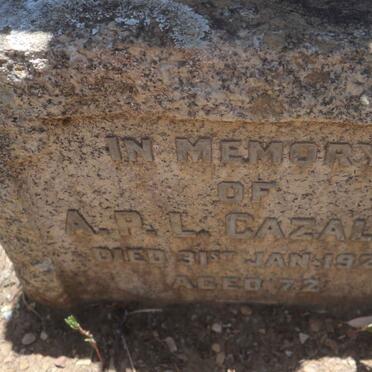 IN MEMORY
OF
A. P. L. CAZAL
DIED 31ST JAN. 192
AGED 72